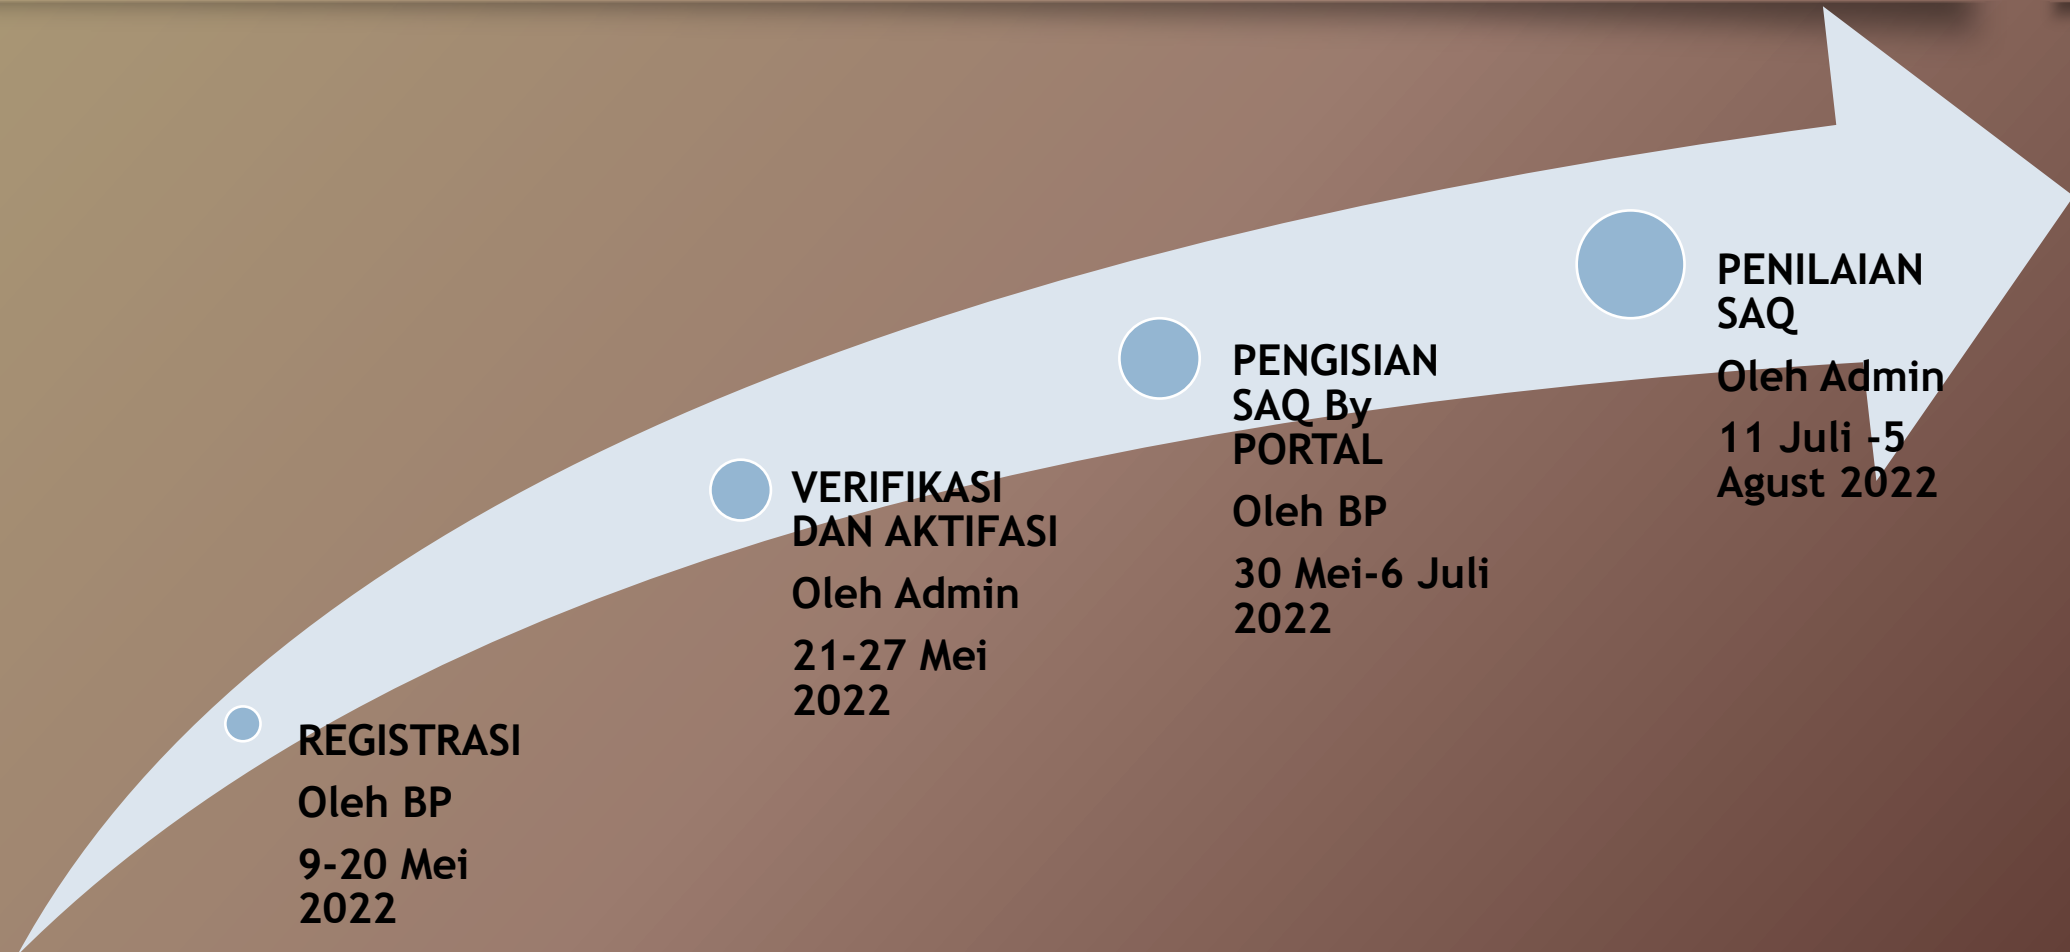 REGISTRASI
Oleh BP
9-20 Mei
2022
VERIFIKASI
DAN AKTIFASI
Oleh Admin
21-27 Mei
2022
PENGISIAN
SAQ By
PORTAL
Oleh BP
30 Mei-6 Juli
2022
PENILAIAN
SAQ
Oleh Admin
11 Juli -5
Agust 2022